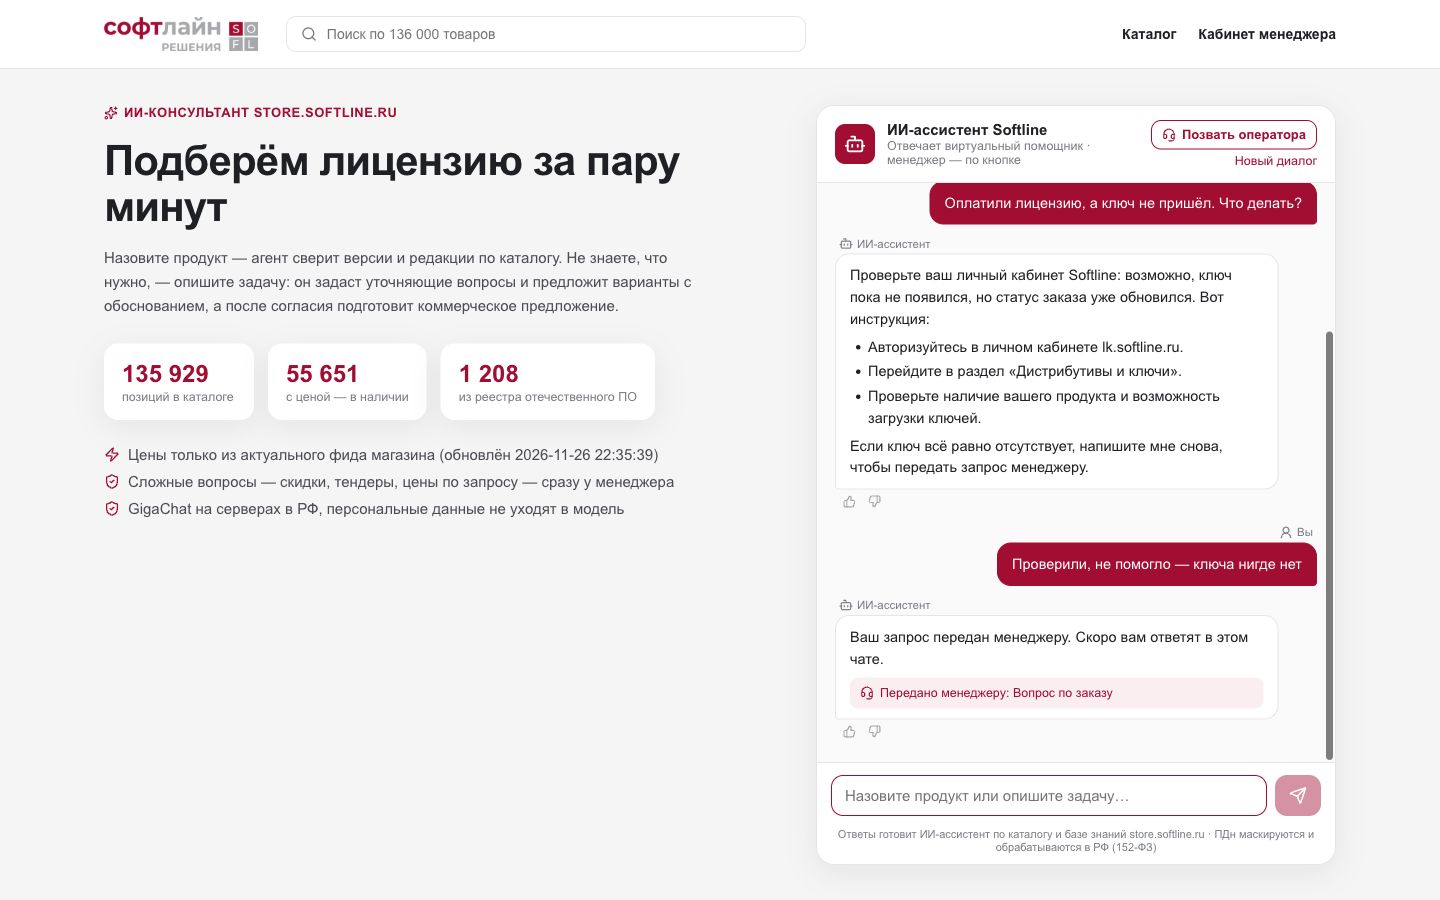 софтлайн
РЕШЕНИЯ
SO
FL
Поиск по 136 000 товаров
Каталог
Кабинет менеджера
ИИ-КОНСУЛЬТАНТ STORE.SOFTLINE.RU
Подберём лицензию за пару
минут
Назовите продукт — агент сверит версии и редакции по каталогу. Не знаете, что
нужно, — опишите задачу: он задаст уточняющие вопросы и предложит варианты с
обоснованием, а после согласия подготовит коммерческое предложение.
135 929
позиций в каталоге
55 651
с ценой — в наличии
1 208
из реестра отечественного ПО
Цены только из актуального фида магазина (обновлён 2026-11-26 22:35:39)
Сложные вопросы — скидки, тендеры, цены по запросу — сразу у менеджера
GigaChat на серверах в РФ, персональные данные не уходят в модель
ИИ-ассистент Softline
Отвечает виртуальный помощник ·
менеджер — по кнопке
Позвать оператора
Новый диалог
Оплатили лицензию, а ключ не пришёл. Что делать?
ИИ-ассистент
Проверьте ваш личный кабинет Softline: возможно, ключ
пока не появился, но статус заказа уже обновился. Вот
инструкция:
• Авторизуйтесь в личном кабинете lk.softline.ru.
• Перейдите в раздел «Дистрибутивы и ключи».
• Проверьте наличие вашего продукта и возможность
загрузки ключей.
Если ключ всё равно отсутствует, напишите мне снова,
чтобы передать запрос менеджеру.
Вы
Проверили, не помогло — ключа нигде нет
ИИ-ассистент
Ваш запрос передан менеджеру. Скоро вам ответят в этом
чате.
Передано менеджеру: Вопрос по заказу
Назовите продукт или опишите задачу…
Ответы готовит ИИ-ассистент по каталогу и базе знаний store.softline.ru · ПДн маскируются и
обрабатываются в РФ (152-ФЗ)